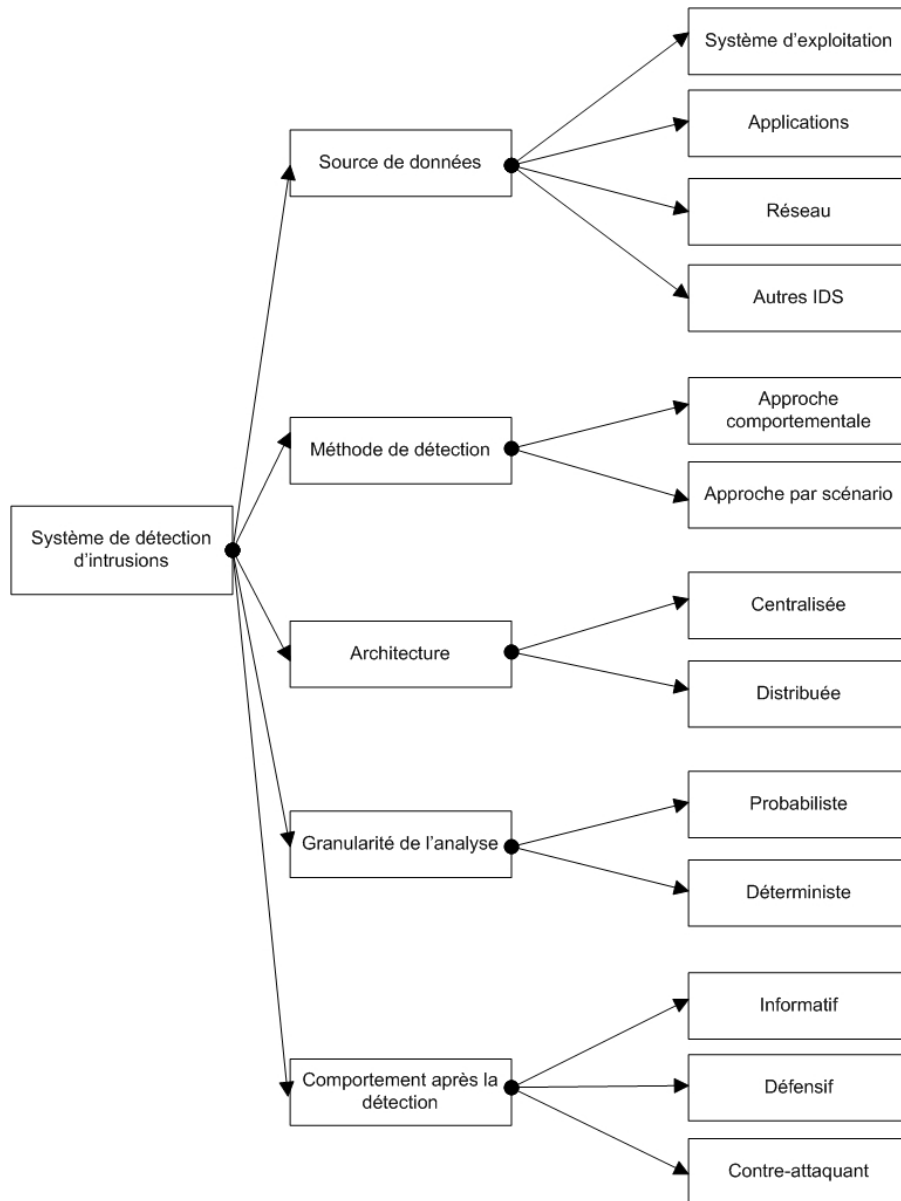 Système d'exploitation
Applications
Source de données
Réseau
Autres IDS
Approche
comportementale
Méthode de détection
Approche par scénario
Système de détection
d'intrusions
Centralisée
Architecture
Distribuée
Probabiliste
Granularité de l'analyse
Déterministe
Informatif
Comportement après la
détection
Défensif
Contre-attaquant